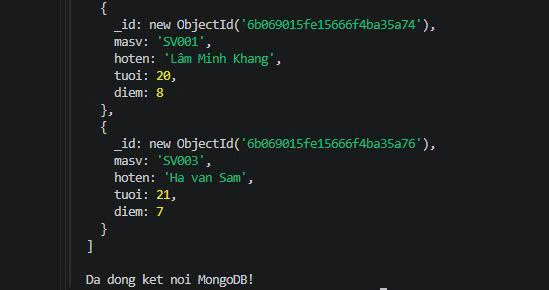 {
_id: new ObjectId('6b069015fe15666f4ba35a74'),
masv: 'SV001',
hoten: 'Lâm Minh Khang',
tuoi: 20,
diem: 8
},
{
_id: new ObjectId('6b069015fe15666f4ba35a76'),
masv: 'SV003',
hoten: 'Ha van Sam',
tuoi: 21,
diem: 7
}
]
Da dong ket noi MongoDB!